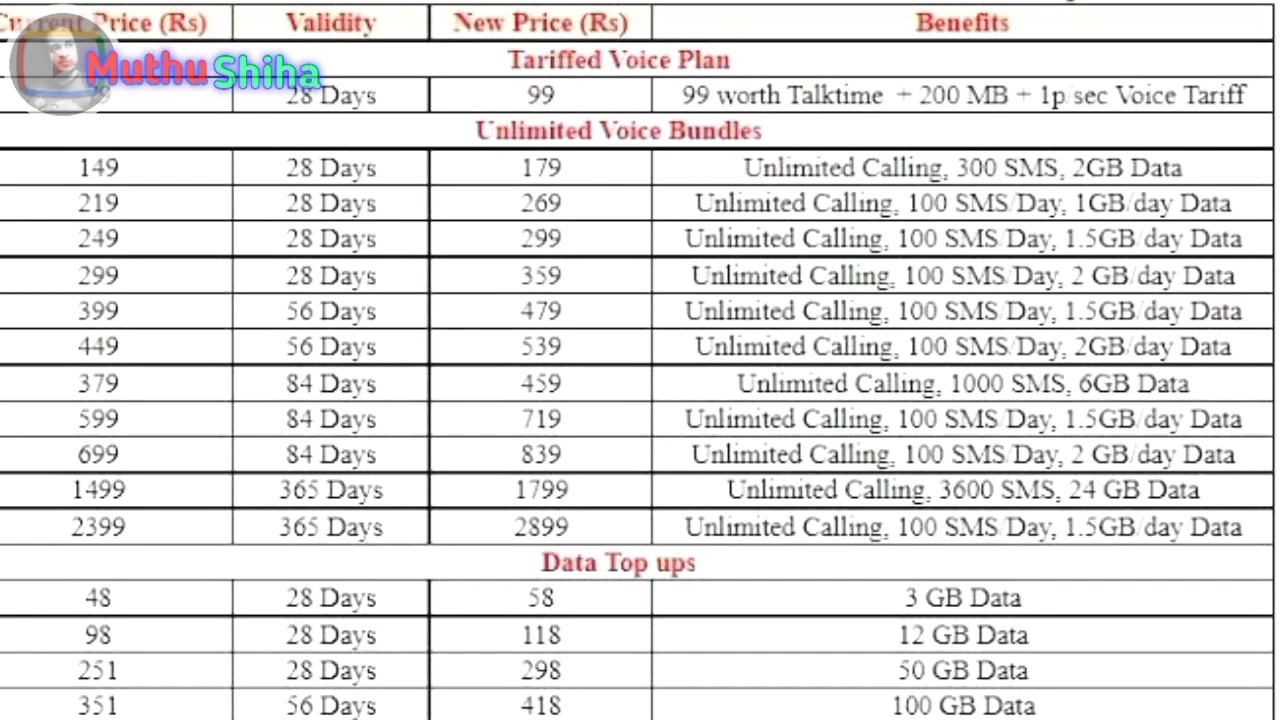 Current Price (Rs) Validity New Price (Rs) Benefits
Muthu Shiha
Tariffed Voice Plan
28 Days 99 99 worth Talktime + 200 MB + 1p/sec Voice Tariff
Unlimited Voice Bundles
149 28 Days 179 Unlimited Calling, 300 SMS, 2GB Data
219 28 Days 269 Unlimited Calling, 100 SMS/Day, 1GB/day Data
249 28 Days 299 Unlimited Calling, 100 SMS/Day, 1.5GB/day Data
299 28 Days 359 Unlimited Calling, 100 SMS/Day, 2 GB/day Data
399 56 Days 479 Unlimited Calling, 100 SMS/Day, 1.5GB/day Data
449 56 Days 539 Unlimited Calling, 100 SMS/Day, 2GB/day Data
379 84 Days 459 Unlimited Calling, 1000 SMS, 6GB Data
599 84 Days 719 Unlimited Calling, 100 SMS/Day, 1.5GB/day Data
699 84 Days 839 Unlimited Calling, 100 SMS/Day, 2 GB/day Data
1499 365 Days 1799 Unlimited Calling, 3600 SMS, 24 GB Data
2399 365 Days 2899 Unlimited Calling, 100 SMS/Day, 1.5GB/day Data
Data Top ups
48 28 Days 58 3 GB Data
98 28 Days 118 12 GB Data
251 28 Days 298 50 GB Data
351 56 Days 418 100 GB Data